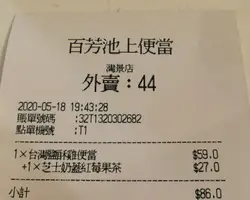 百芳池上便當
灣景店
外賣：44
2020-05-18 19:43:28
賬單號碼 :32T1320302682
點單機號 :T1
1×台灣鹽酥雞便當 $59.0
+1×芝士奶蓋紅莓果茶 $27.0
小計 $86.0